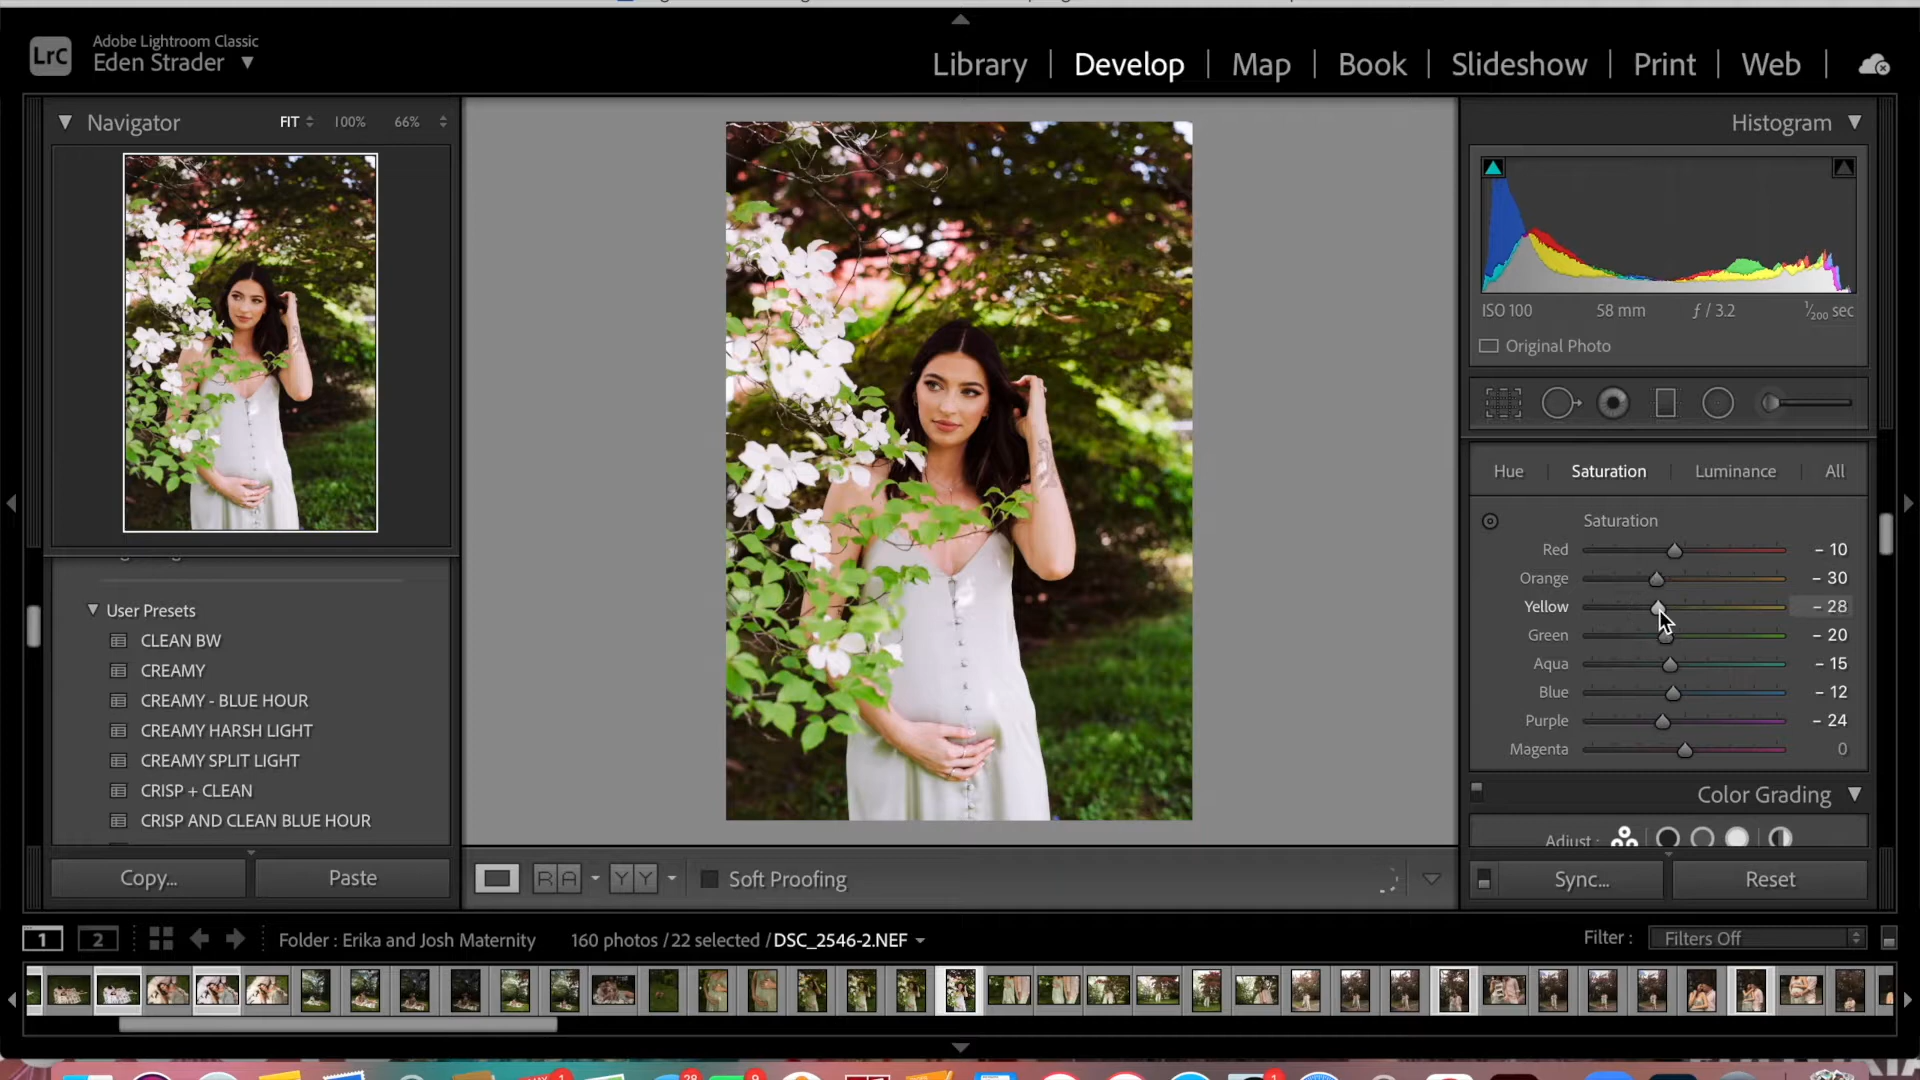 LrC
Adobe Lightroom Classic
Eden Strader ▼
Library | Develop | Map | Book | Slideshow | Print | Web
Navigator
FIT 100% 66%
Histogram
ISO 100 58 mm ƒ / 3.2 1/200 sec
Original Photo
Hue Saturation Luminance All
Saturation
Red – 10
Orange – 30
Yellow – 28
Green – 20
Aqua – 15
Blue – 12
Purple – 24
Magenta 0
Color Grading
Adjust :
User Presets
CLEAN BW
CREAMY
CREAMY - BLUE HOUR
CREAMY HARSH LIGHT
CREAMY SPLIT LIGHT
CRISP + CLEAN
CRISP AND CLEAN BLUE HOUR
Copy... Paste
R A Y Y Soft Proofing
Sync... Reset
1 2 Folder : Erika and Josh Maternity 160 photos / 22 selected / DSC_2546-2.NEF
Filter : Filters Off
1 28 9 1